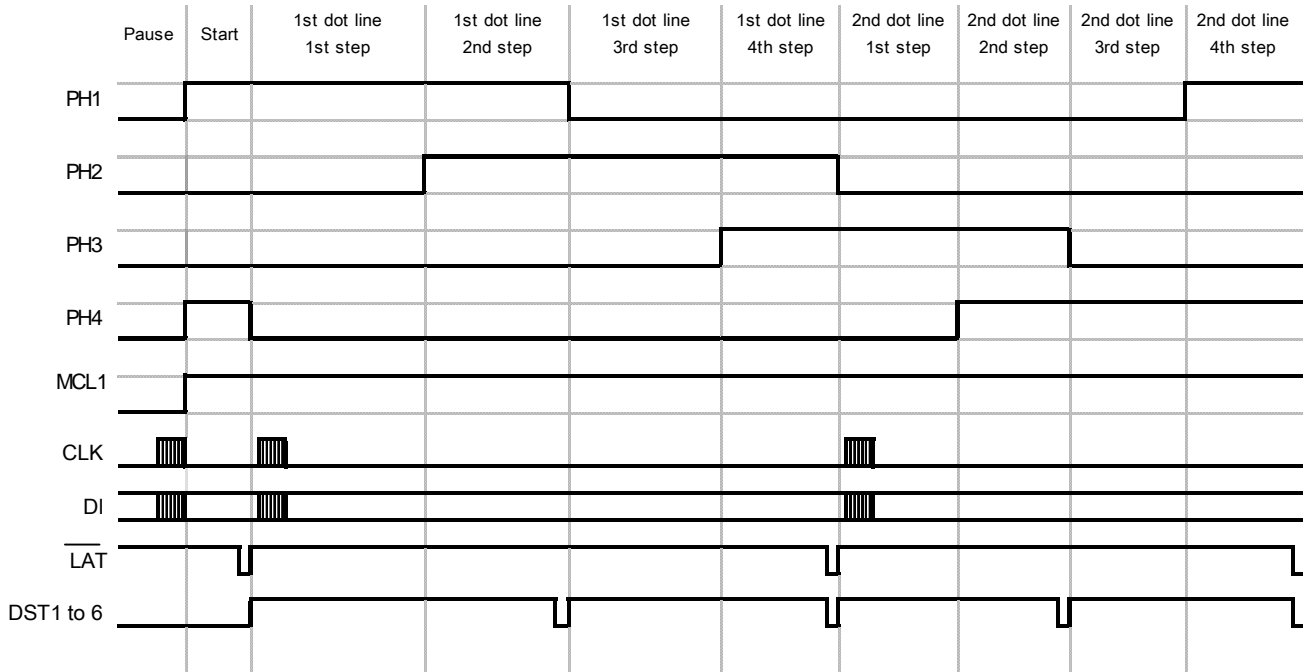 Pause
Start
1st dot line
1st step
1st dot line
2nd step
1st dot line
3rd step
1st dot line
4th step
2nd dot line
1st step
2nd dot line
2nd step
2nd dot line
3rd step
2nd dot line
4th step
PH1
PH2
PH3
PH4
MCL1
CLK
DI
LAT
DST1 to 6